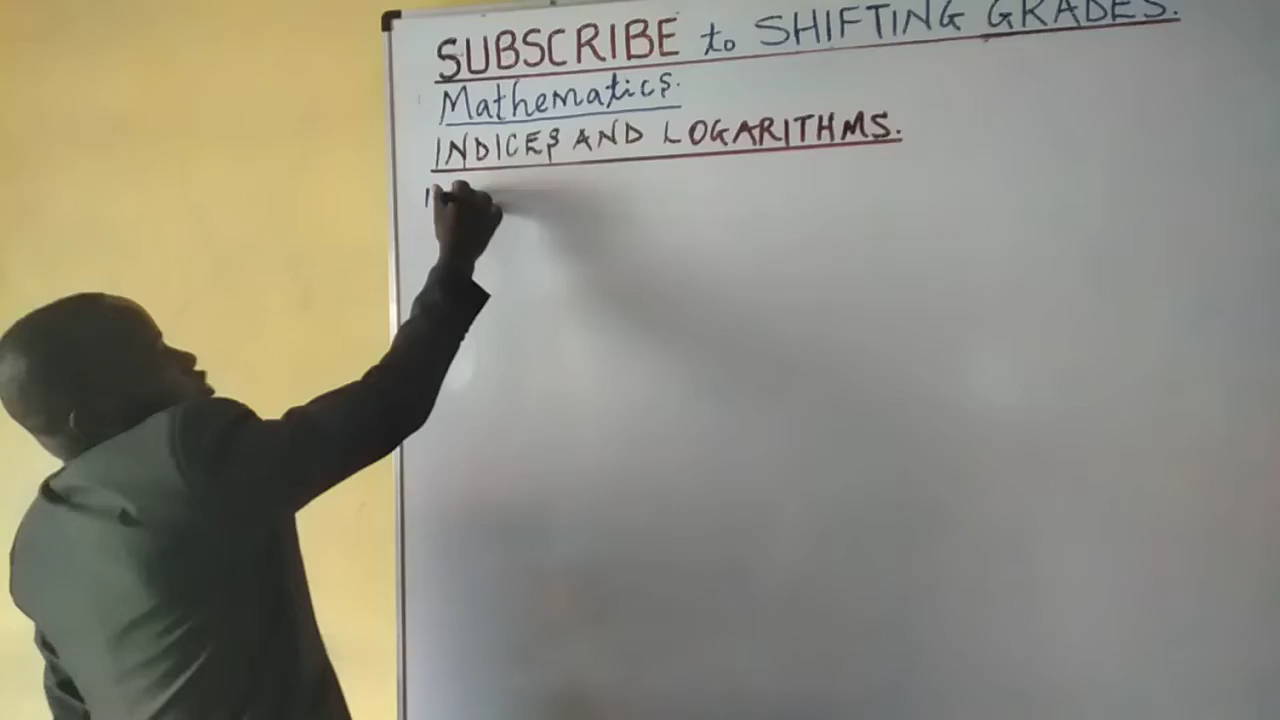 SUBSCRIBE to SHIFTING GRADES.
Mathematics.
INDICES AND LOGARITHMS.